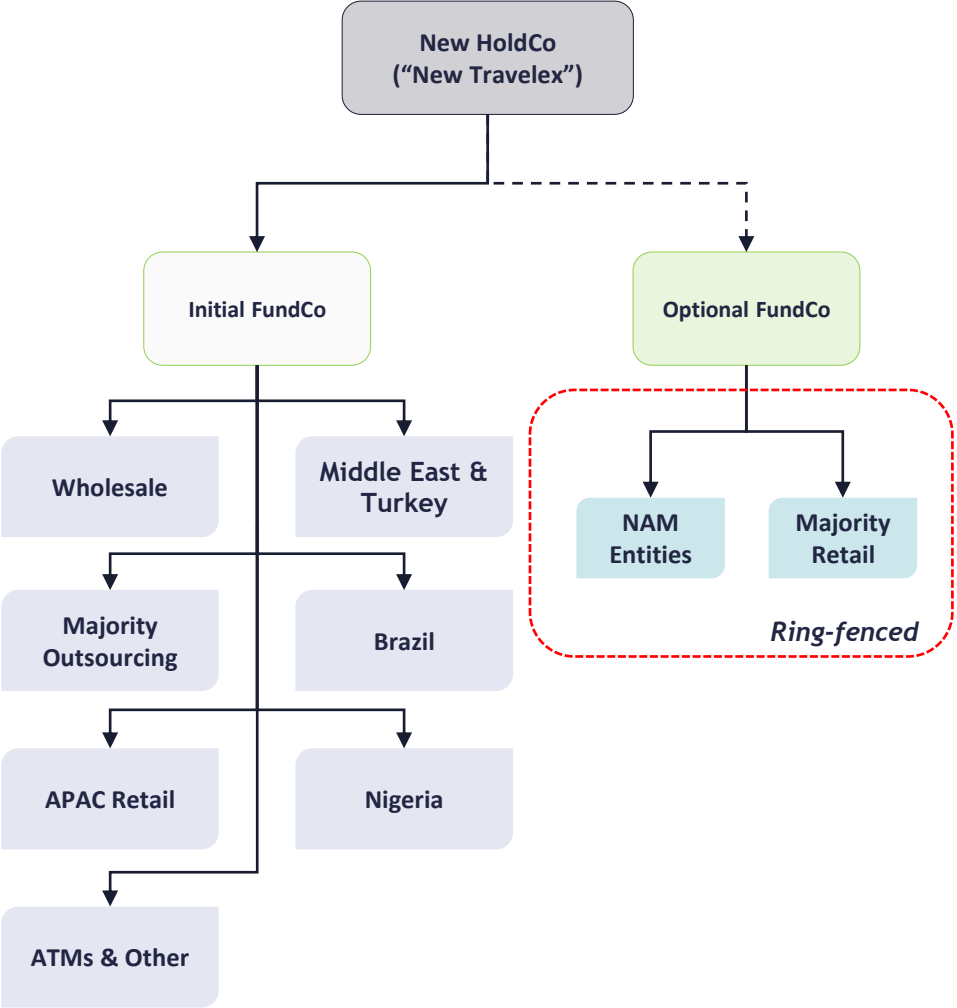 New HoldCo
(“New Travelex”)
Initial FundCo
Optional FundCo
Wholesale
Middle East &
Turkey
NAM
Entities
Majority
Retail
Majority
Outsourcing
Brazil
Ring-fenced
APAC Retail
Nigeria
ATMs & Other